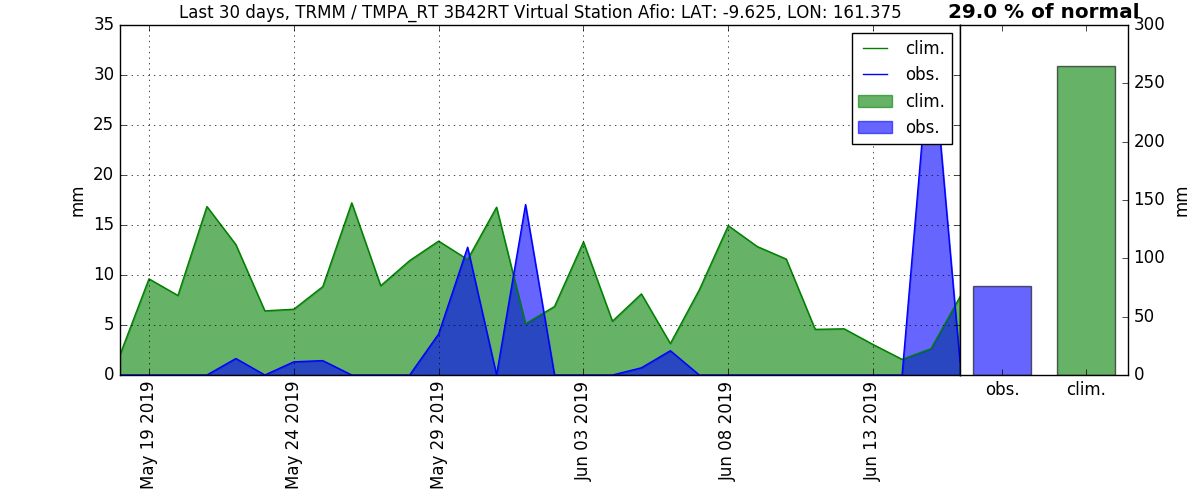 Last 30 days, TRMM / TMPA_RT 3B42RT Virtual Station Afio: LAT: -9.625, LON: 161.375
29.0 % of normal
35
30
25
20
15
10
5
0
mm
clim.
obs.
clim.
obs.
300
250
200
150
100
50
0
mm
May 19 2019
May 24 2019
May 29 2019
Jun 03 2019
Jun 08 2019
Jun 13 2019
obs.
clim.